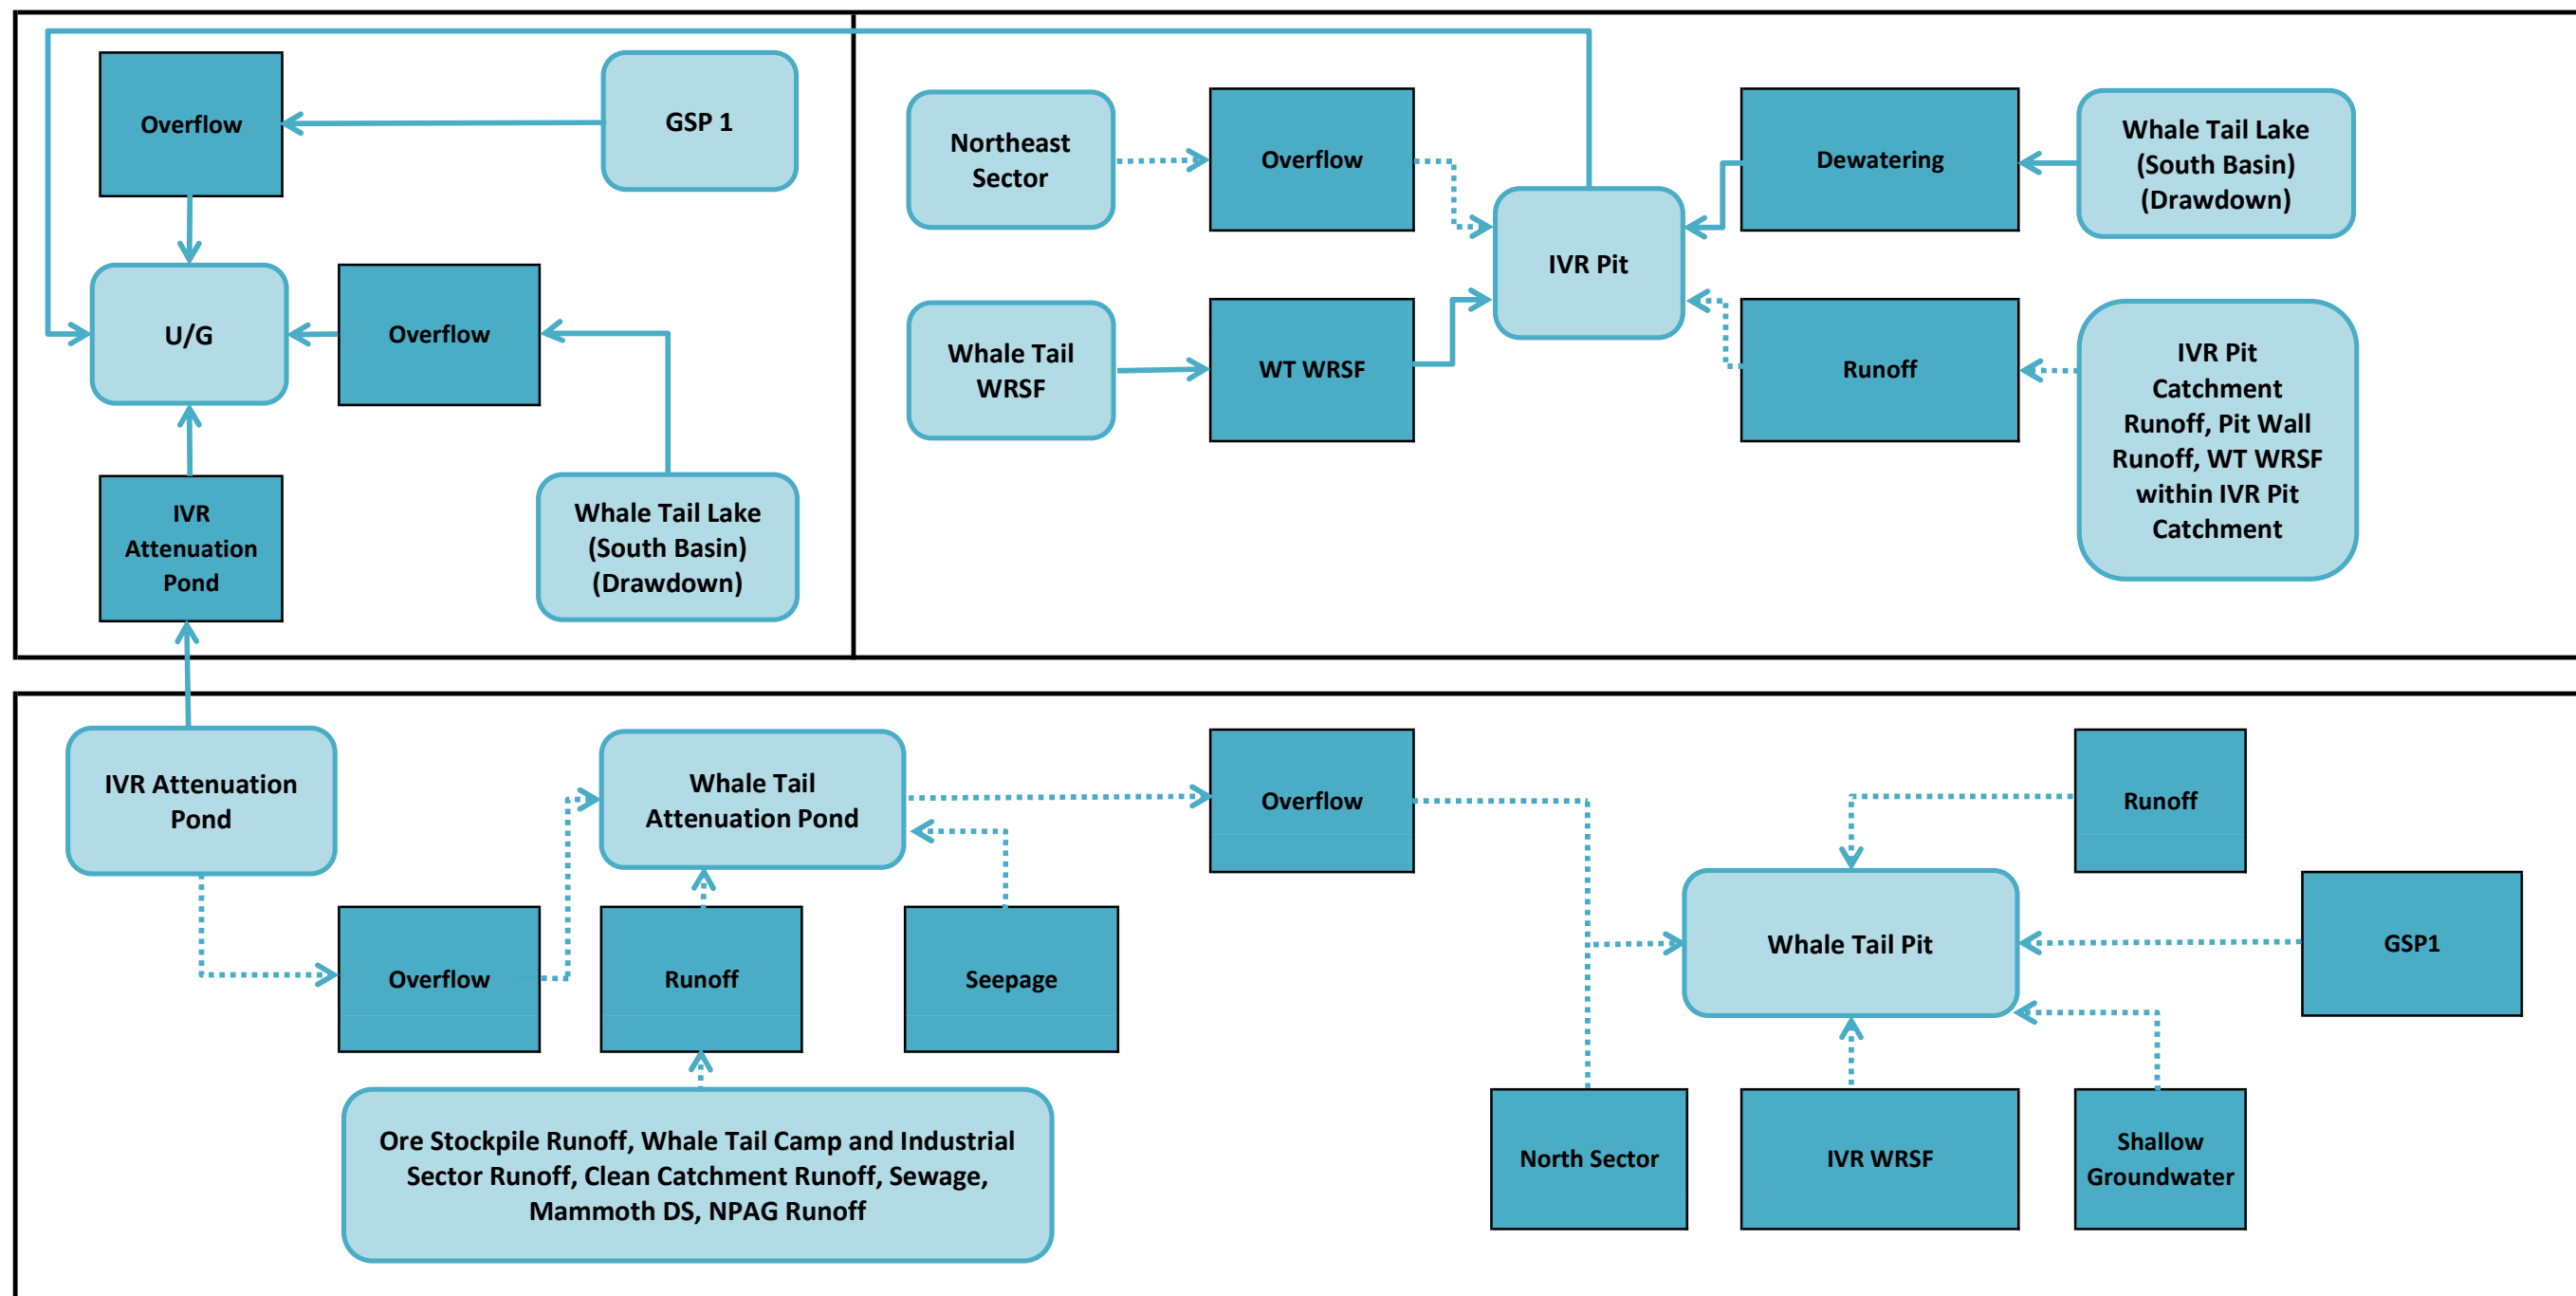 Overflow
GSP 1
U/G
Overflow
IVR
Attenuation
Pond
Whale Tail Lake
(South Basin)
(Drawdown)
Northeast
Sector
Overflow
Whale Tail
WRSF
WT WRSF
IVR Pit
Dewatering
Whale Tail Lake
(South Basin)
(Drawdown)
Runoff
IVR Pit
Catchment
Runoff, Pit Wall
Runoff, WT WRSF
within IVR Pit
Catchment
IVR Attenuation
Pond
Whale Tail
Attenuation Pond
Overflow
Runoff
Overflow
Runoff
Seepage
Whale Tail Pit
GSP1
Ore Stockpile Runoff, Whale Tail Camp and Industrial
Sector Runoff, Clean Catchment Runoff, Sewage,
Mammoth DS, NPAG Runoff
North Sector
IVR WRSF
Shallow
Groundwater